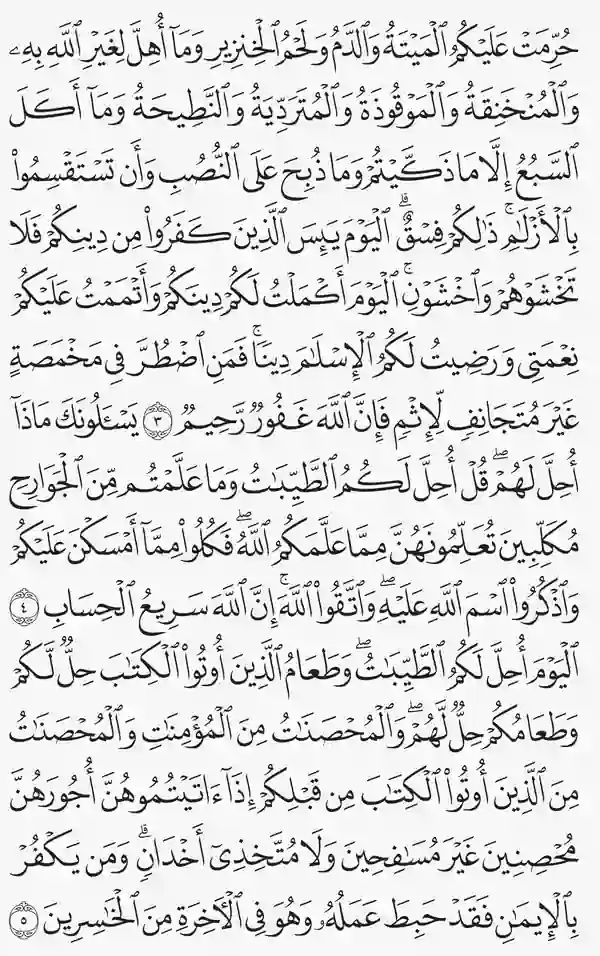 حُرِّمَتۡ عَلَيۡكُمُ ٱلۡمَيۡتَةُ وَٱلدَّمُ وَلَحۡمُ ٱلۡخِنزِيرِ وَمَآ أُهِلَّ لِغَيۡرِ ٱللَّهِ بِهِۦ
وَٱلۡمُنۡخَنِقَةُ وَٱلۡمَوۡقُوذَةُ وَٱلۡمُتَرَدِّيَةُ وَٱلنَّطِيحَةُ وَمَآ أَكَلَ
ٱلسَّبُعُ إِلَّا مَا ذَكَّيۡتُمۡ وَمَا ذُبِحَ عَلَى ٱلنُّصُبِ وَأَن تَسۡتَقۡسِمُواْ
بِٱلۡأَزۡلَٰمِۚ ذَٰلِكُمۡ فِسۡقٌۗ ٱلۡيَوۡمَ يَئِسَ ٱلَّذِينَ كَفَرُواْ مِن دِينِكُمۡ فَلَا
تَخۡشَوۡهُمۡ وَٱخۡشَوۡنِۚ ٱلۡيَوۡمَ أَكۡمَلۡتُ لَكُمۡ دِينَكُمۡ وَأَتۡمَمۡتُ عَلَيۡكُمۡ
نِعۡمَتِي وَرَضِيتُ لَكُمُ ٱلۡإِسۡلَٰمَ دِينٗاۚ فَمَنِ ٱضۡطُرَّ فِي مَخۡمَصَةٍ
غَيۡرَ مُتَجَانِفٖ لِّإِثۡمٖ فَإِنَّ ٱللَّهَ غَفُورٞ رَّحِيمٞ ٣ يَسۡـَٔلُونَكَ مَاذَآ
أُحِلَّ لَهُمۡۖ قُلۡ أُحِلَّ لَكُمُ ٱلطَّيِّبَٰتُ وَمَا عَلَّمۡتُم مِّنَ ٱلۡجَوَارِحِ
مُكَلِّبِينَ تُعَلِّمُونَهُنَّ مِمَّا عَلَّمَكُمُ ٱللَّهُۖ فَكُلُواْ مِمَّآ أَمۡسَكۡنَ عَلَيۡكُمۡ
وَٱذۡكُرُواْ ٱسۡمَ ٱللَّهِ عَلَيۡهِۖ وَٱتَّقُواْ ٱللَّهَۚ إِنَّ ٱللَّهَ سَرِيعُ ٱلۡحِسَابِ ٤
ٱلۡيَوۡمَ أُحِلَّ لَكُمُ ٱلطَّيِّبَٰتُۖ وَطَعَامُ ٱلَّذِينَ أُوتُواْ ٱلۡكِتَٰبَ حِلّٞ لَّكُمۡ
وَطَعَامُكُمۡ حِلّٞ لَّهُمۡۖ وَٱلۡمُحۡصَنَٰتُ مِنَ ٱلۡمُؤۡمِنَٰتِ وَٱلۡمُحۡصَنَٰتُ
مِنَ ٱلَّذِينَ أُوتُواْ ٱلۡكِتَٰبَ مِن قَبۡلِكُمۡ إِذَآ ءَاتَيۡتُمُوهُنَّ أُجُورَهُنَّ
مُحۡصِنِينَ غَيۡرَ مُسَٰفِحِينَ وَلَا مُتَّخِذِيٓ أَخۡدَانٖۗ وَمَن يَكۡفُرۡ
بِٱلۡإِيمَٰنِ فَقَدۡ حَبِطَ عَمَلُهُۥ وَهُوَ فِي ٱلۡأٓخِرَةِ مِنَ ٱلۡخَٰسِرِينَ ٥